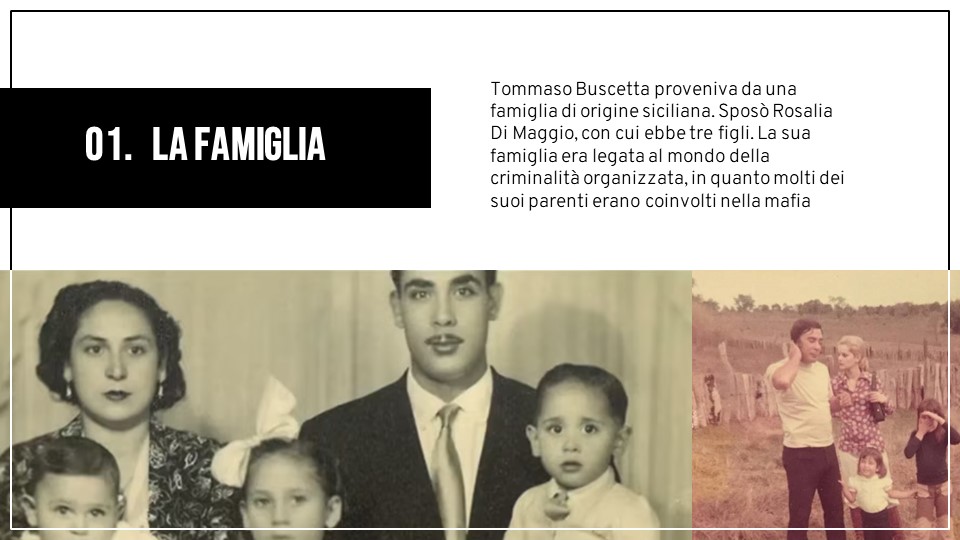 01. LA FAMIGLIA
Tommaso Buscetta proveniva da una
famiglia di origine siciliana. Sposò Rosalia
Di Maggio, con cui ebbe tre figli. La sua
famiglia era legata al mondo della
criminalità organizzata, in quanto molti dei
suoi parenti erano coinvolti nella mafia